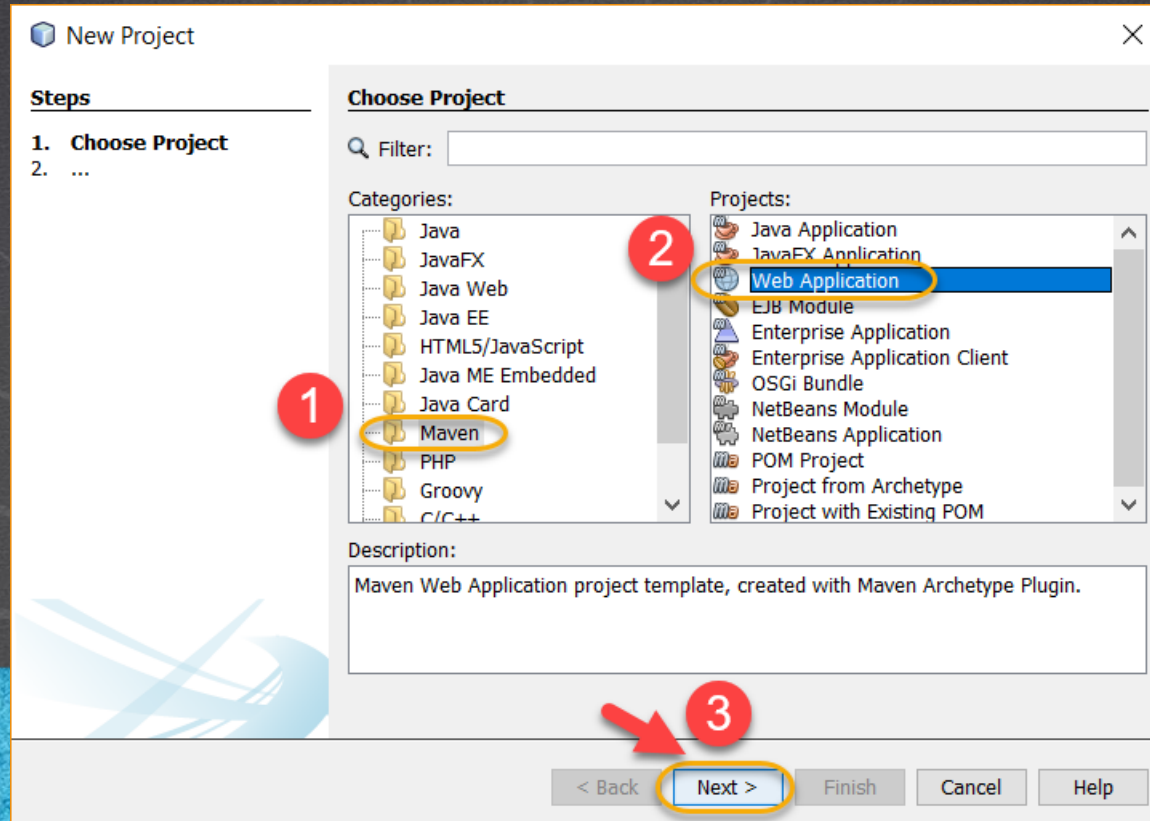 New Project
Steps
1. Choose Project
2. ...
Choose Project
Filter:
Categories:
Java
JavaFX
Java Web
Java EE
HTML5/JavaScript
Java ME Embedded
Java Card
1
Maven
PHP
Groovy
C/C++
Projects:
2
Java Application
JavaFX Application
Web Application
EJB Module
Enterprise Application
Enterprise Application Client
OSGi Bundle
NetBeans Module
NetBeans Application
POM Project
Project from Archetype
Project with Existing POM
Description:
Maven Web Application project template, created with Maven Archetype Plugin.
3
< Back Next > Finish Cancel Help